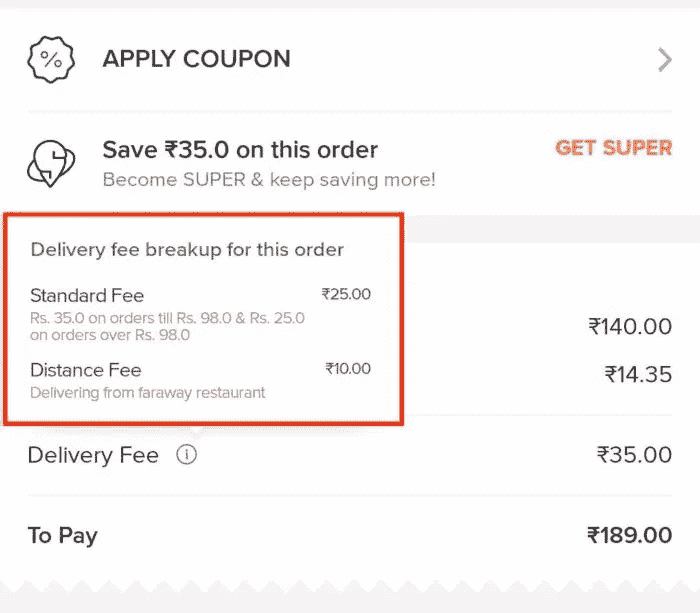 %
APPLY COUPON
Save ₹35.0 on this order
GET SUPER
Become SUPER & keep saving more!
Delivery fee breakup for this order
Standard Fee ₹25.00
Rs. 35.0 on orders till Rs. 98.0 & Rs. 25.0
on orders over Rs. 98.0
Distance Fee ₹10.00
Delivering from faraway restaurant
₹140.00
₹14.35
Delivery Fee i ₹35.00
To Pay ₹189.00